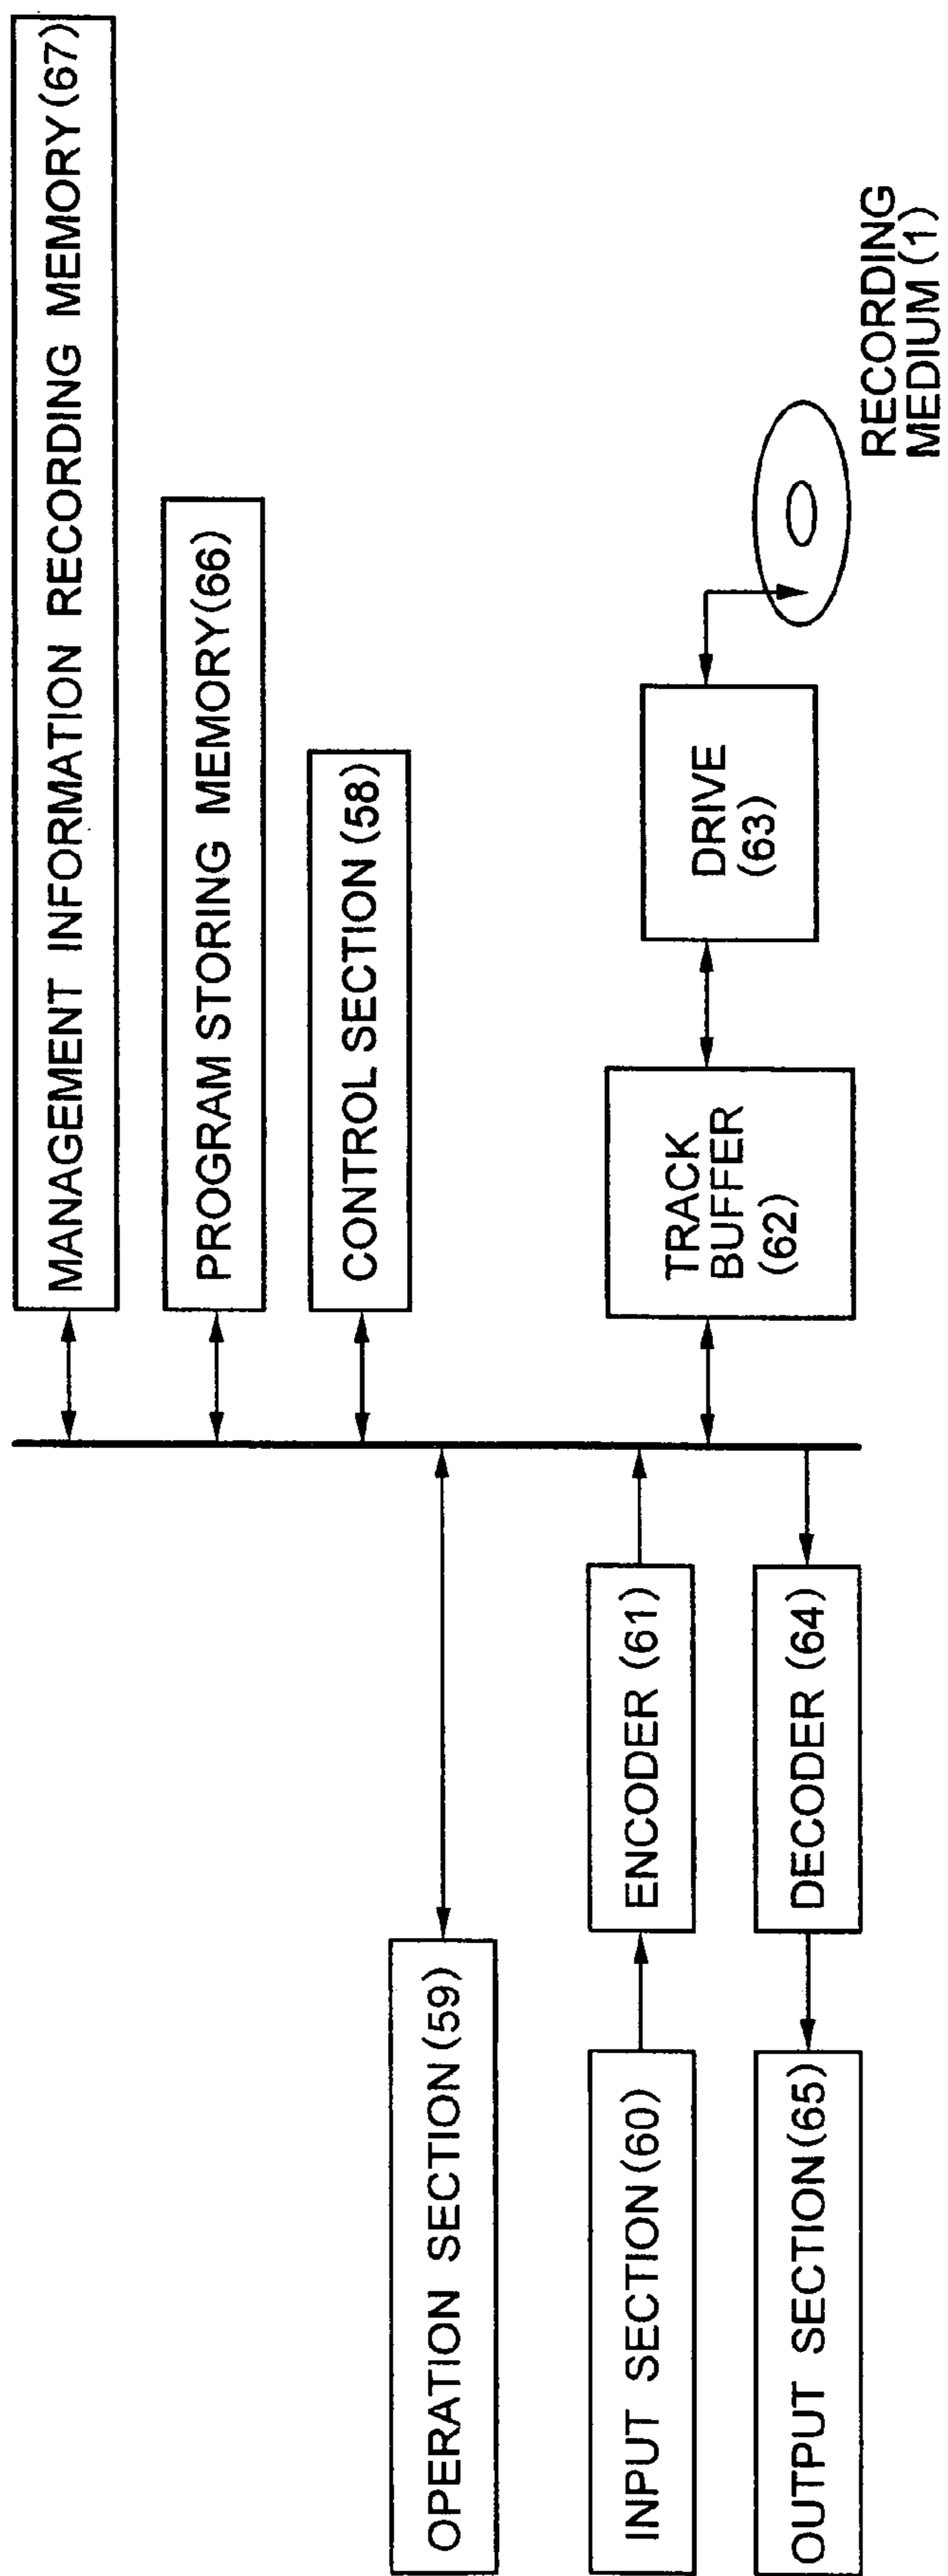 MANAGEMENT INFORMATION RECORDING MEMORY(67)
PROGRAM STORING MEMORY(66)
CONTROL SECTION (58)
OPERATION SECTION(59)
INPUT SECTION(60)
ENCODER (61)
TRACK
BUFFER
(62)
DRIVE
(63)
OUTPUT SECTION(65)
DECODER (64)
RECORDING
MEDIUM (1)